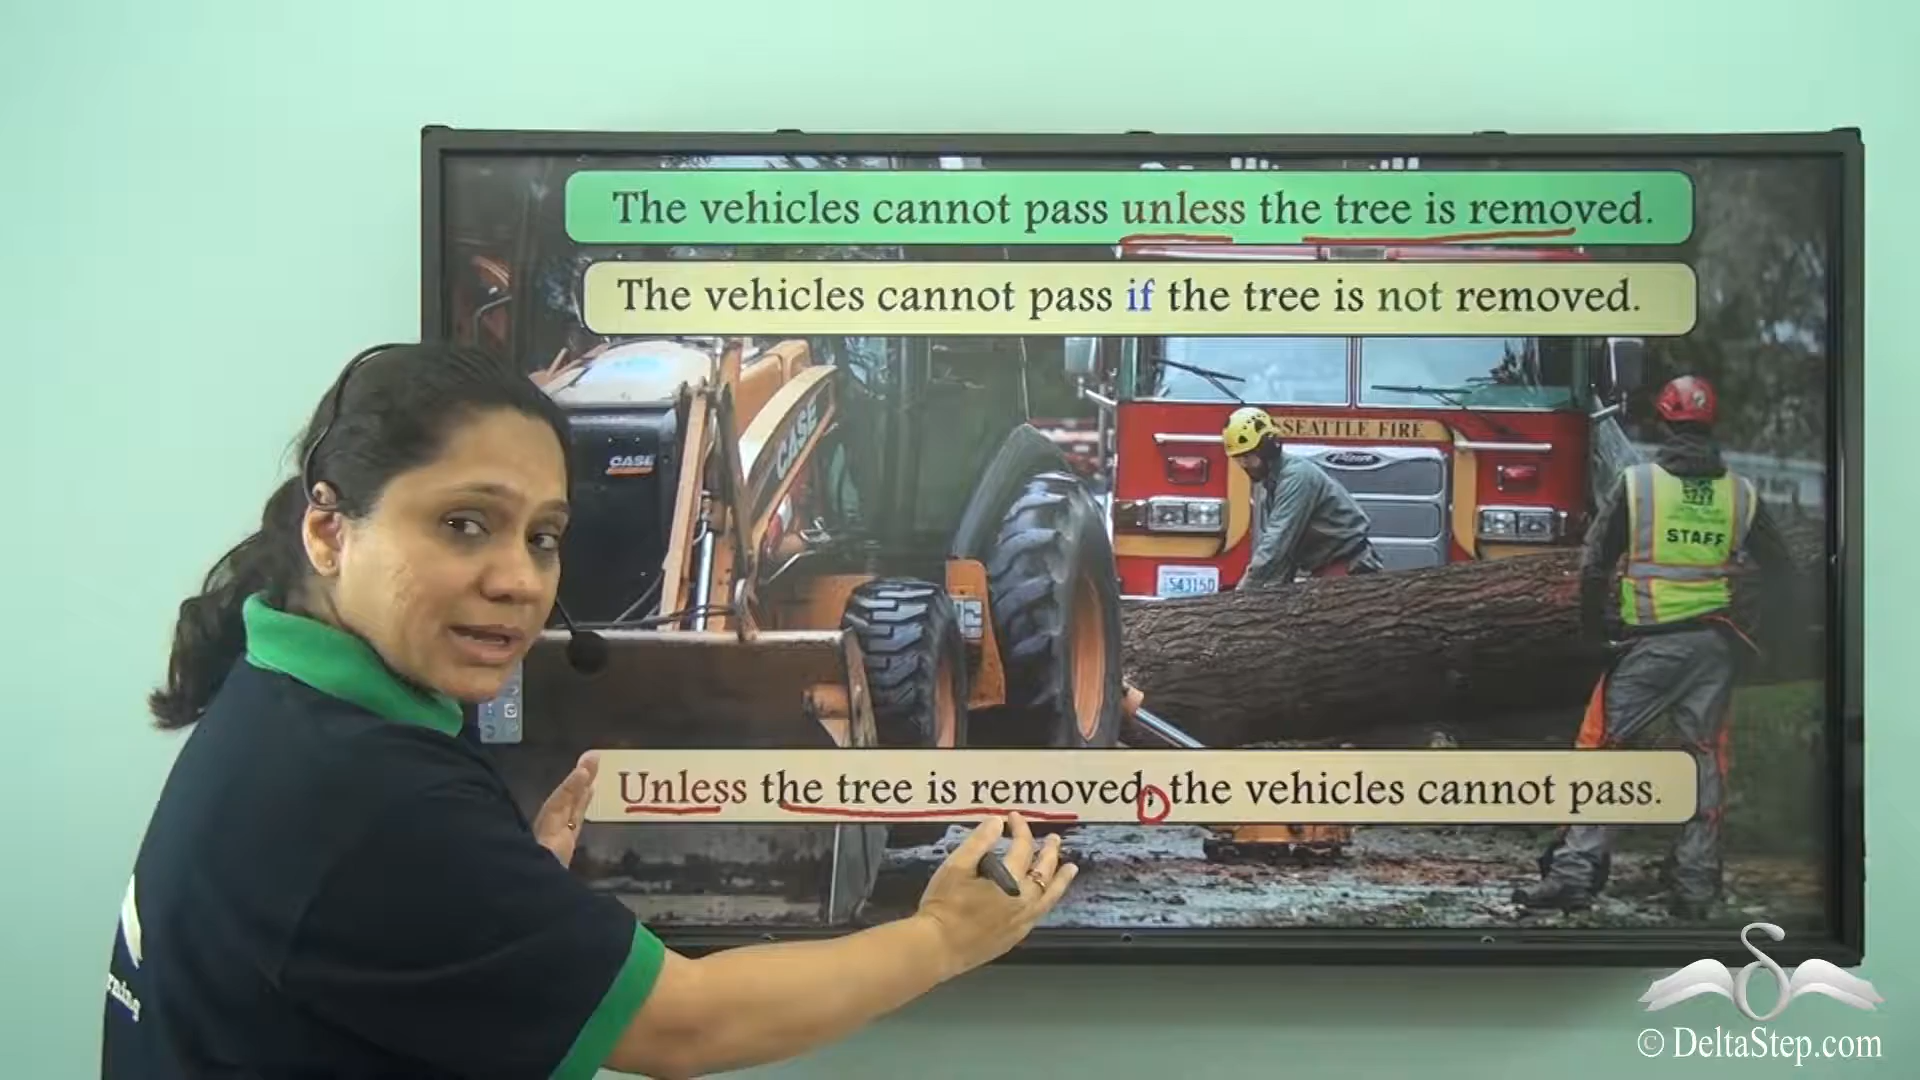 The vehicles cannot pass unless the tree is removed.
The vehicles cannot pass if the tree is not removed.
CASE
CASE
SEATTLE FIRE
54315D
STAFF
Unless the tree is removed, the vehicles cannot pass.
© DeltaStep.com